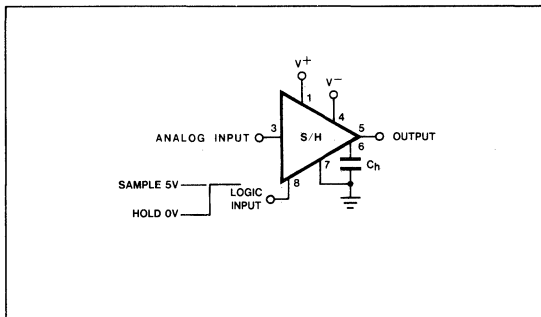 V+
V−
1
4
ANALOG INPUT
3
S/H
5
OUTPUT
6
7
Ch
SAMPLE 5V
8
LOGIC
INPUT
HOLD 0V